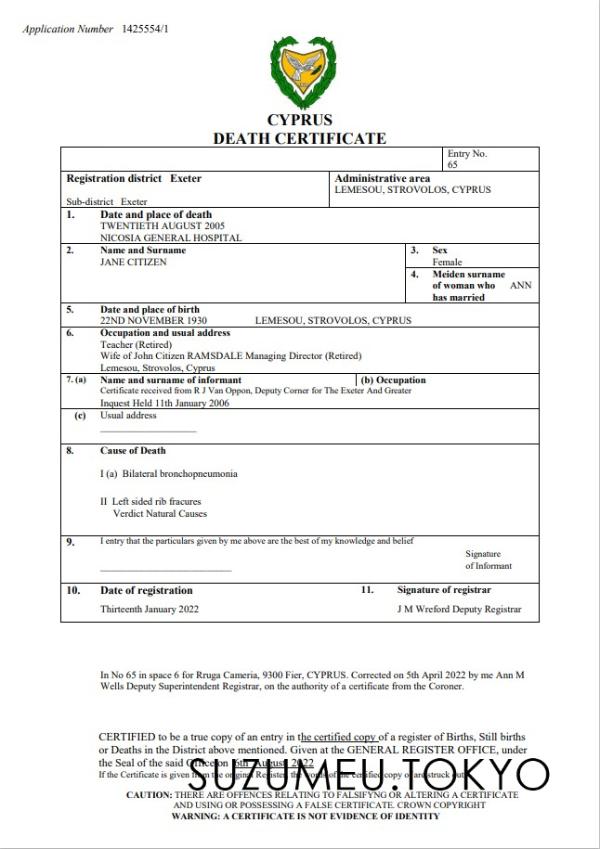 Application Number 1425554/1
CYPRUS
DEATH CERTIFICATE
Entry No.
65
Registration district Exeter
Sub-district Exeter
Administrative area
LEMESOU, STROVOLOS, CYPRUS
1. Date and place of death
TWENTIETH AUGUST 2005
NICOSIA GENERAL HOSPITAL
2. Name and Surname
JANE CITIZEN
3. Sex
Female
4. Meiden surname
of woman who ANN
has married
5. Date and place of birth
22ND NOVEMBER 1930 LEMESOU, STROVOLOS, CYPRUS
6. Occupation and usual address
Teacher (Retired)
Wife of John Citizen RAMSDALE Managing Director (Retired)
Lemesou, Strovolos, Cyprus
7. (a) Name and surname of informant (b) Occupation
Certificate received from R J Van Oppon, Deputy Corner for The Exeter And Greater
Inquest Held 11th January 2006
(c) Usual address
8. Cause of Death
I (a) Bilateral bronchopneumonia
II Left sided rib fracures
Verdict Natural Causes
9. I entry that the particulars given by me above are the best of my knowledge and belief
Signature
of Informant
10. Date of registration
Thirteenth January 2022
11. Signature of registrar
J M Wreford Deputy Registrar
In No 65 in space 6 for Rruga Cameria, 9300 Fier, CYPRUS. Corrected on 5th April 2022 by me Ann M
Wells Deputy Superintendent Registrar, on the authority of a certificate from the Coroner.
CERTIFIED to be a true copy of an entry in the certified copy of a register of Births, Still births
or Deaths in the District above mentioned. Given at the GENERAL REGISTER OFFICE, under
the Seal of the said Office on 16th August 2022
If the Certificate is given from the original Register, the words the certified copy struck out
SUZUMEU.TOKYO
CAUTION: THERE ARE OFFENCES RELATING TO FALSIFYNG OR ALTERING A CERTIFICATE
AND USING OR POSSESSING A FALSE CERTIFICATE. CROWN COPYRIGHT
WARNING: A CERTIFICATE IS NOT EVIDENCE OF IDENTITY